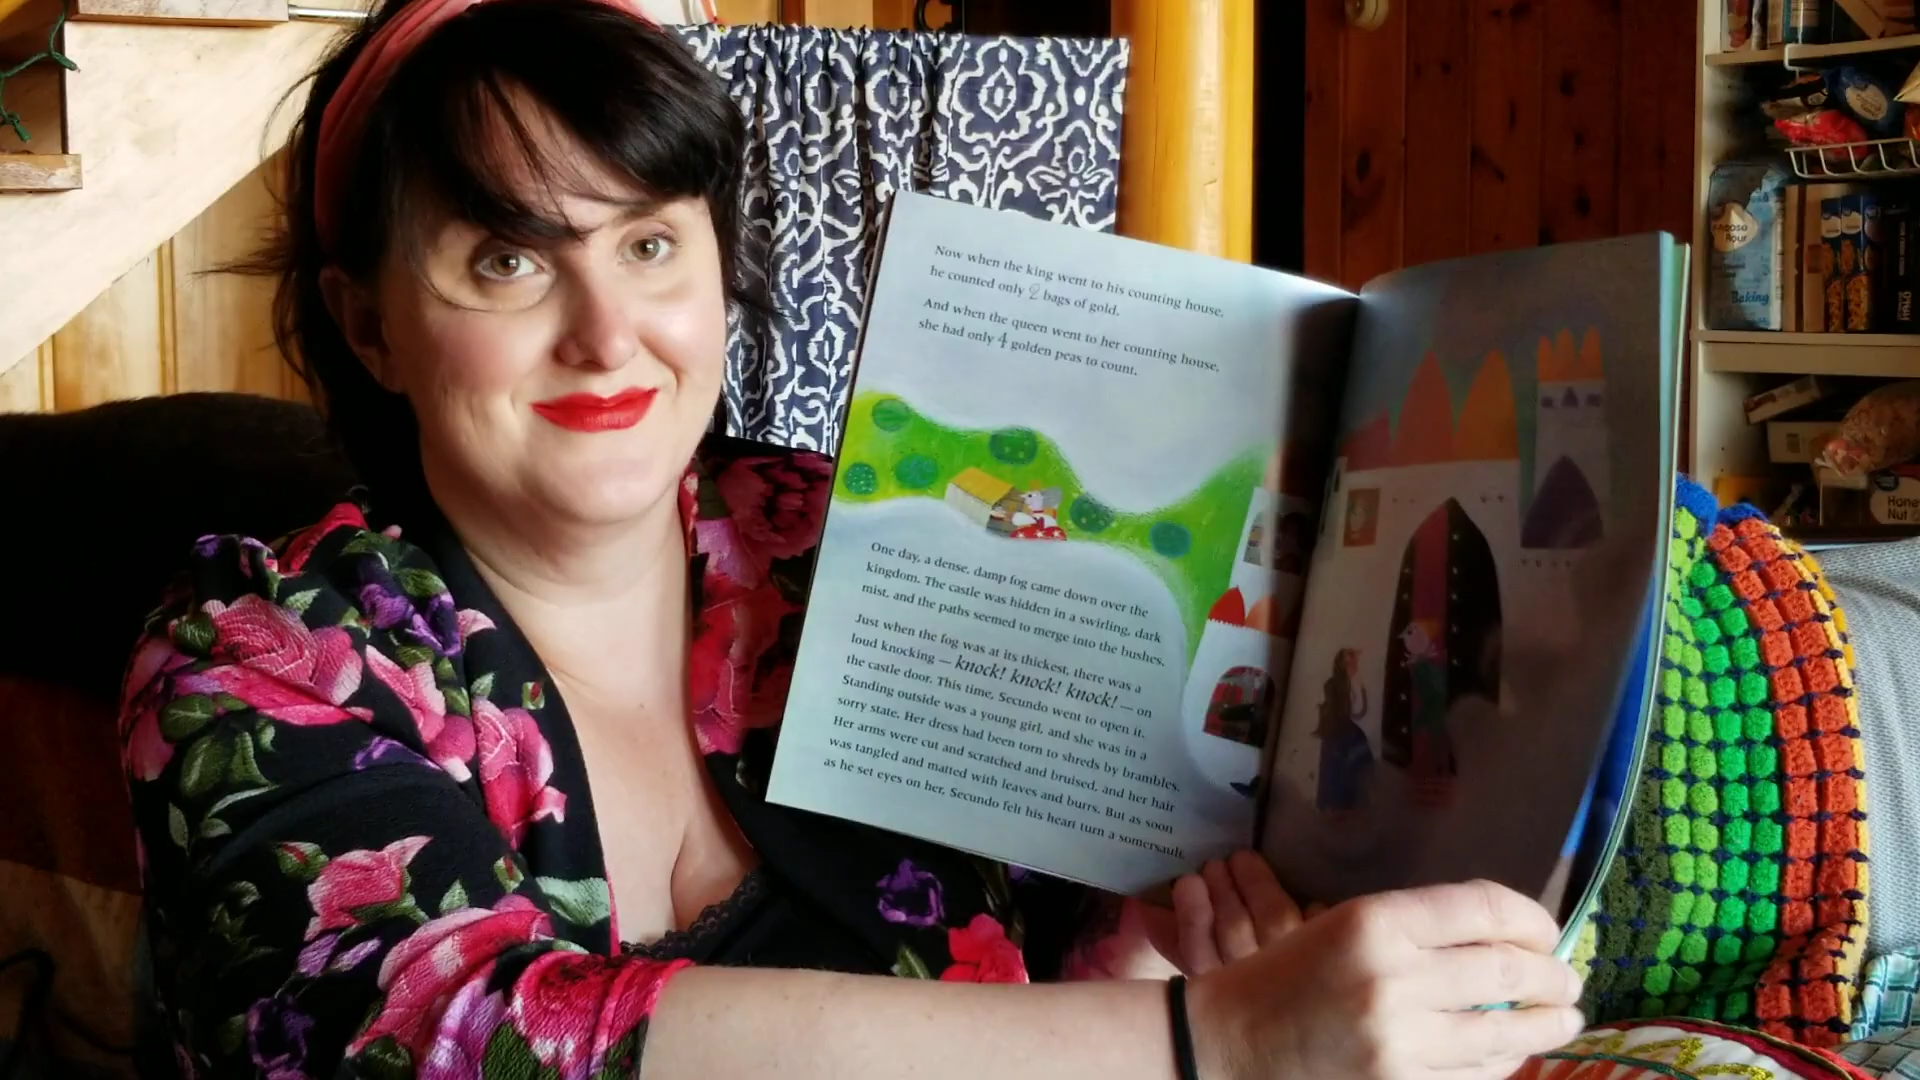 Now when the king went to his counting house,
he counted only 2 bags of gold.
And when the queen went to her counting house,
she had only 4 golden peas to count.
One day, a dense, damp fog came down over the
kingdom. The castle was hidden in a swirling, dark
mist, and the paths seemed to merge into the bushes.
Just when the fog was at its thickest, there was a
loud knocking — knock! knock! knock! — on
the castle door. This time, Secundo went to open it.
Standing outside was a young girl, and she was in a
sorry state. Her dress had been torn to shreds by brambles.
Her arms were cut and scratched and bruised, and her hair
was tangled and matted with leaves and burrs. But as soon
as he set eyes on her, Secundo felt his heart turn a somersault.
Baking
Hone
Nut